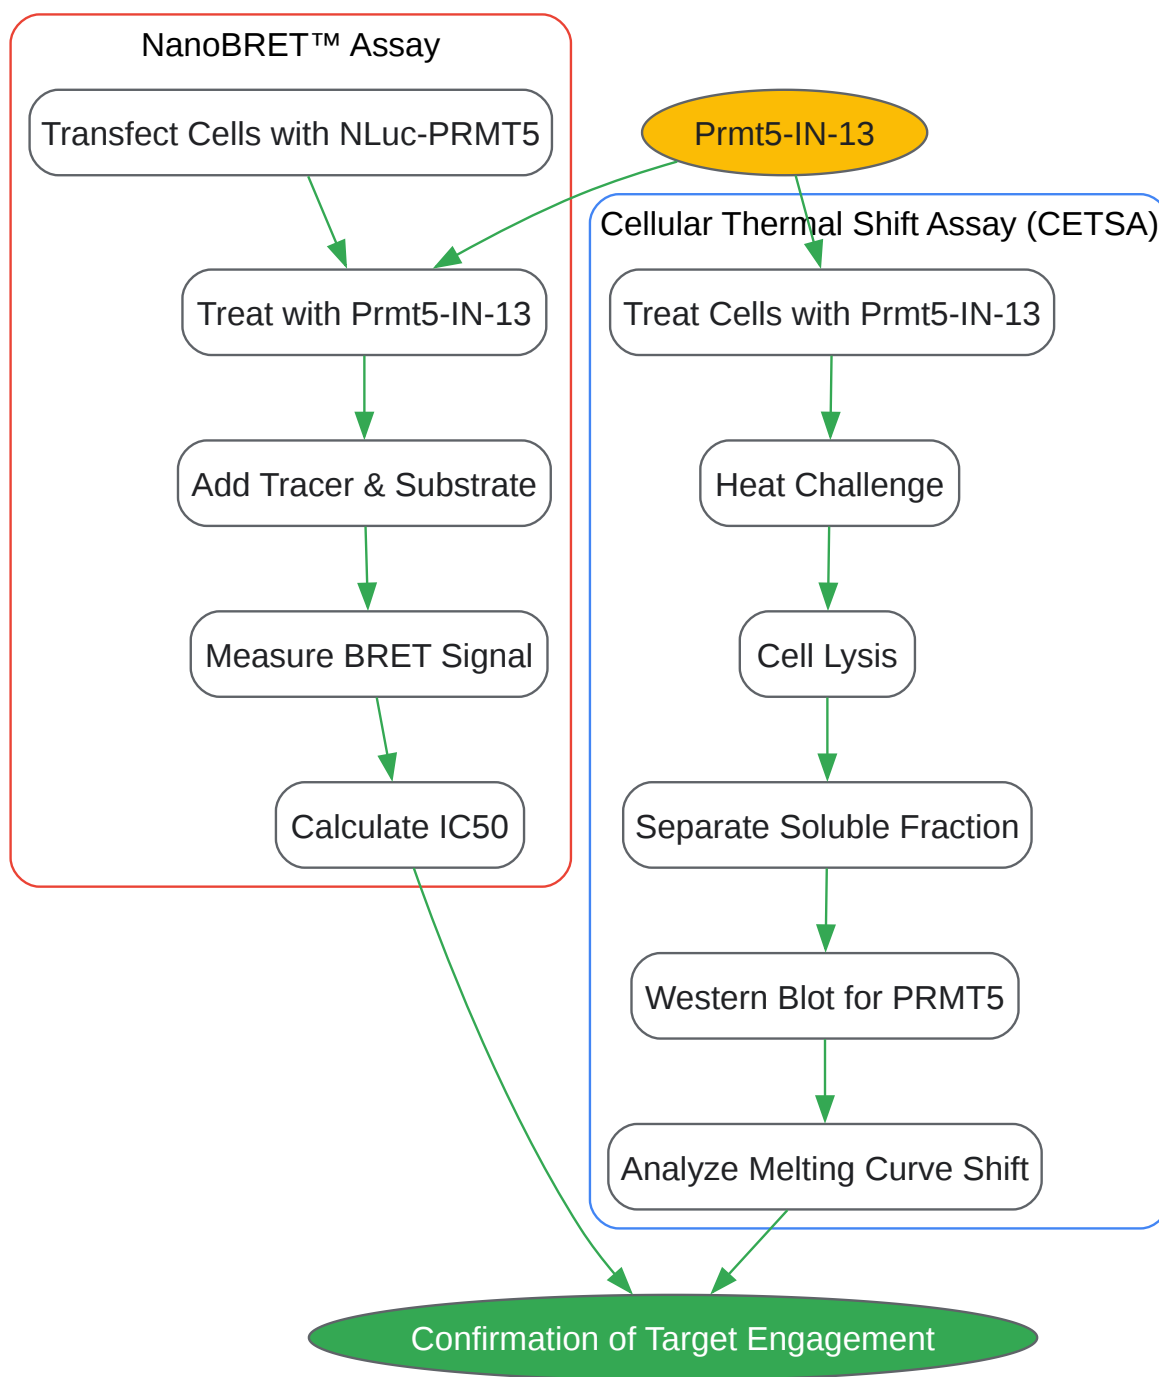 NanoBRET™ Assay
Transfect Cells with NLuc-PRMT5
Prmt5-IN-13
Cellular Thermal Shift Assay (CETSA)
Treat with Prmt5-IN-13
Treat Cells with Prmt5-IN-13
Add Tracer & Substrate
Heat Challenge
Measure BRET Signal
Cell Lysis
Calculate IC50
Separate Soluble Fraction
Western Blot for PRMT5
Analyze Melting Curve Shift
Confirmation of Target Engagement